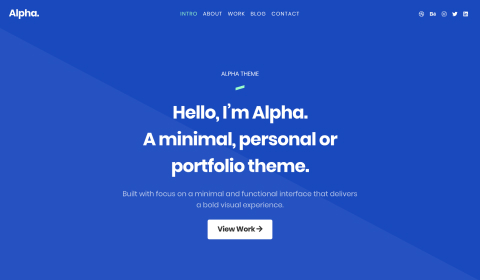 Alpha.
INTRO ABOUT WORK BLOG CONTACT
ALPHA THEME
Hello, I’m Alpha.
A minimal, personal or
portfolio theme.
Built with focus on a minimal and functional interface that delivers
a bold visual experience.
View Work →